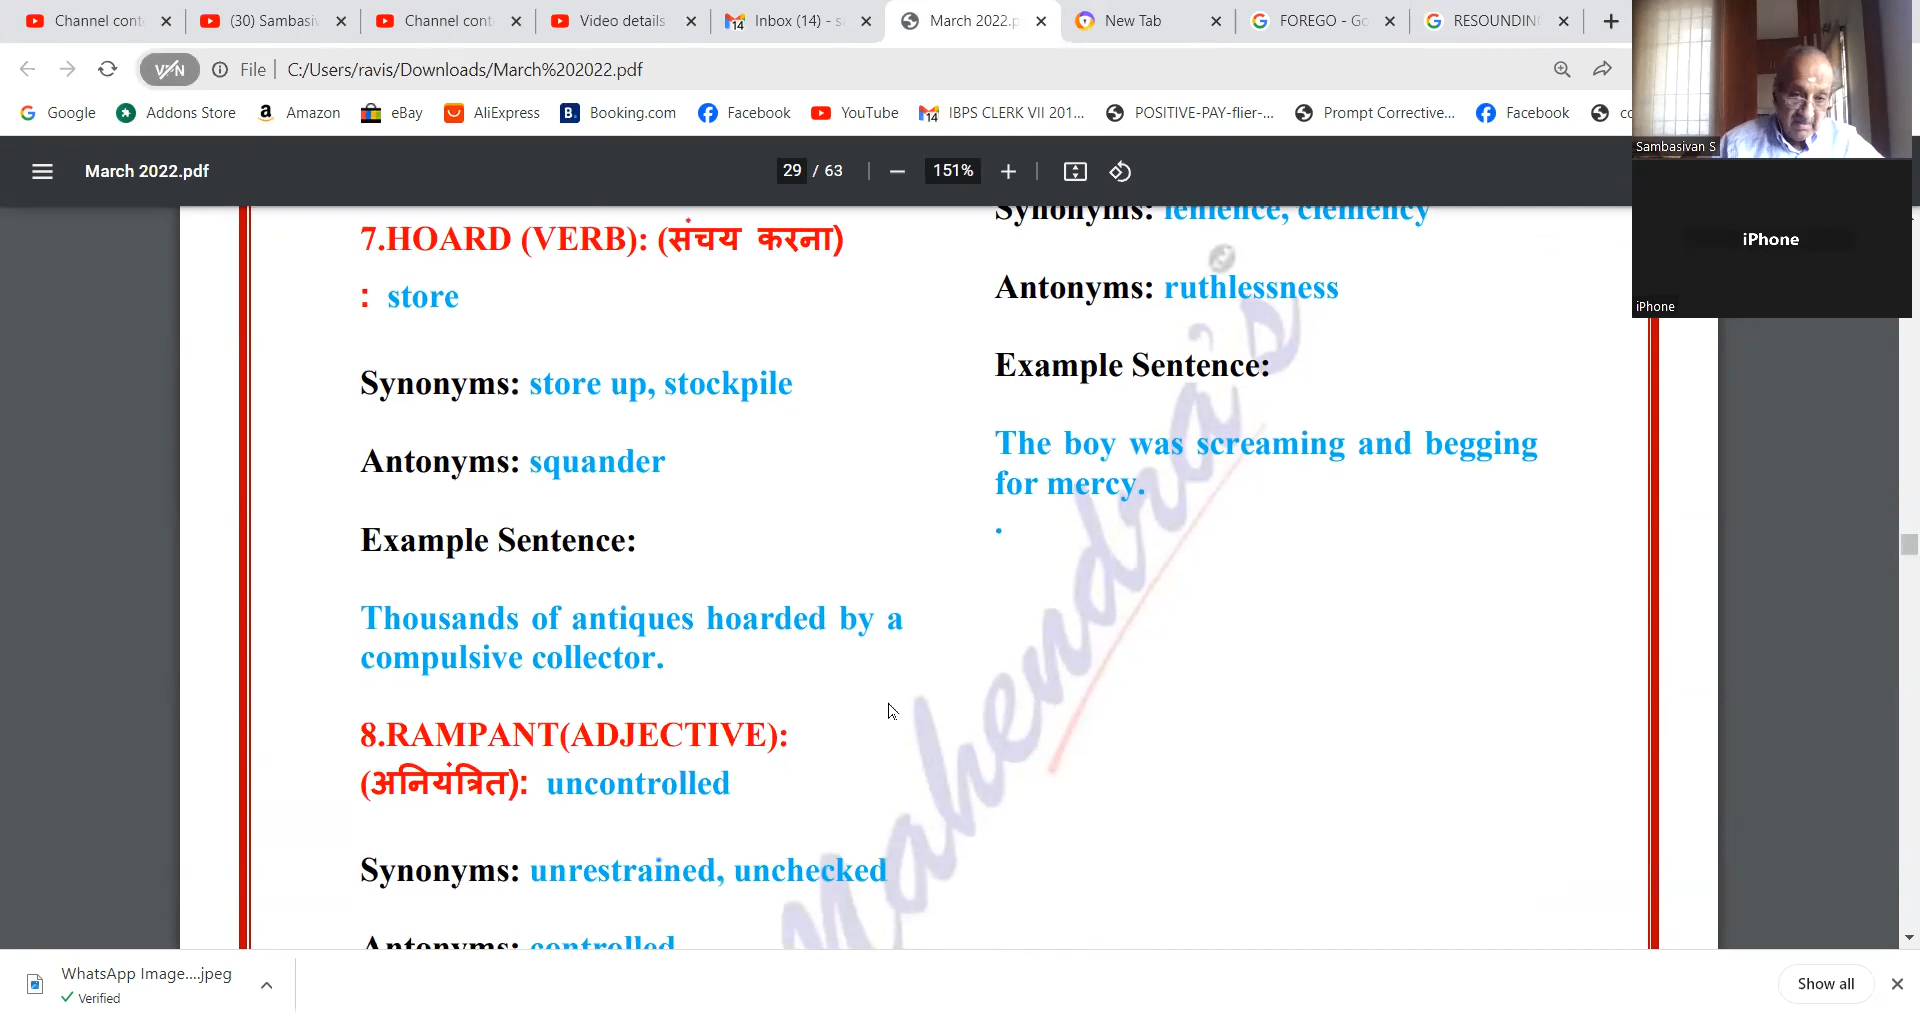 Channel cont
(30) Sambasiv
Channel cont
Video details
Inbox (14) - s
March 2022.p
New Tab
FOREGO - Go
RESOUNDING
VPN
File
C:/Users/ravis/Downloads/March%202022.pdf
Google
Addons Store
Amazon
eBay
AliExpress
Booking.com
Facebook
YouTube
IBPS CLERK VII 201...
POSITIVE-PAY-flier-...
Prompt Corrective...
Facebook
co
Sambasivan S
iPhone
iPhone
March 2022.pdf
29 / 63
151%
7.HOARD (VERB): (संचय करना)
: store
Synonyms: store up, stockpile
Antonyms: squander
Example Sentence:
Thousands of antiques hoarded by a
compulsive collector.
8.RAMPANT(ADJECTIVE):
(अनियंत्रित): uncontrolled
Synonyms: unrestrained, unchecked
Antonyms: controlled
Synonyms: lenience, clemency
Antonyms: ruthlessness
Example Sentence:
The boy was screaming and begging
for mercy.
.
Mahendra's
WhatsApp Image....jpeg
Verified
Show all